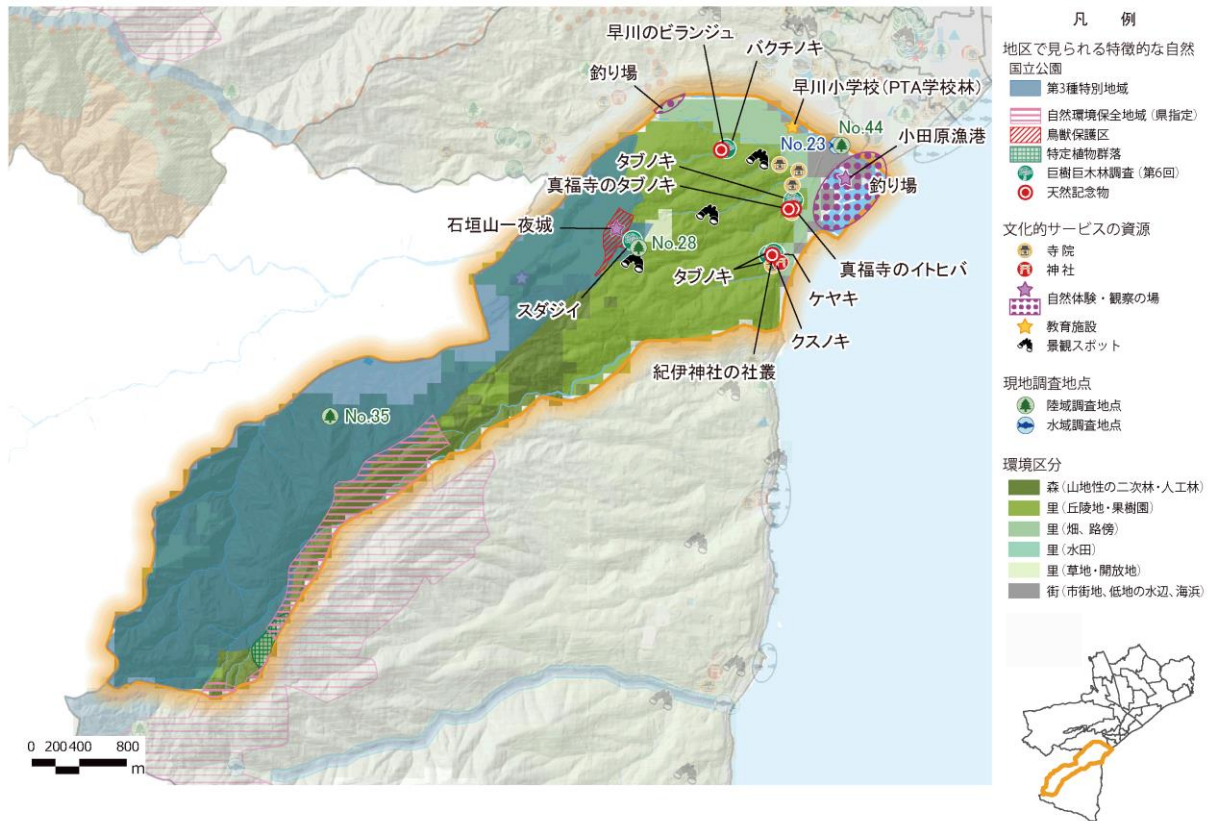 早川のビランジュ
バクチノキ
釣り場
早川小学校(PTA学校林)
No.44
No.23
小田原漁港
タブノキ
真福寺のタブノキ
釣り場
石垣山一夜城
No.28
真福寺のイトヒバ
タブノキ
ケヤキ
スダジイ
クスノキ
紀伊神社の社叢
No.35
0 200400 800
m
凡 例
地区で見られる特徴的な自然
国立公園
第3種特別地域
自然環境保全地域(県指定)
鳥獣保護区
特定植物群落
巨樹巨木林調査(第6回)
天然記念物
文化的サービスの資源
寺院
神社
自然体験・観察の場
教育施設
景観スポット
現地調査地点
陸域調査地点
水域調査地点
環境区分
森(山地性の二次林・人工林)
里(丘陵地・果樹園)
里(畑、路傍)
里(水田)
里(草地・開放地)
街(市街地、低地の水辺、海浜)